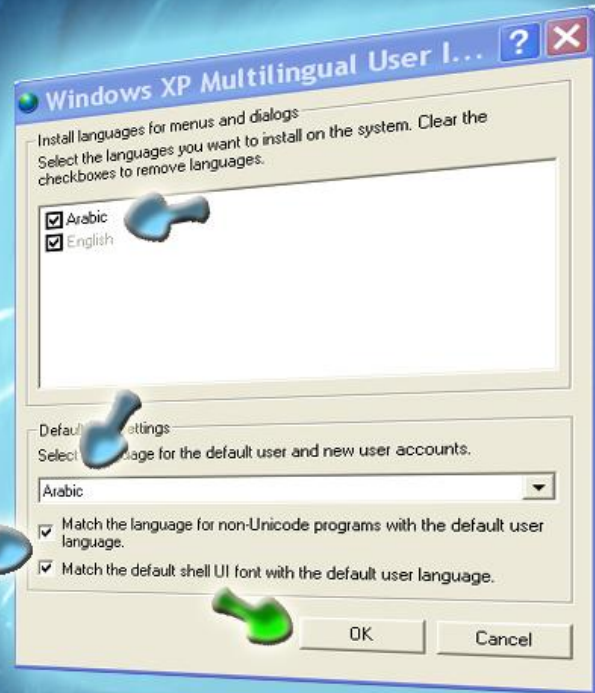 Windows XP Multilingual User I...
Install languages for menus and dialogs
Select the languages you want to install on the system. Clear the
checkboxes to remove languages.
Arabic
English
Select for the default user and new user accounts.
Arabic
Match the language for non-Unicode programs with the default user
language.
Match the default shell UI font with the default user language.
OK
Cancel